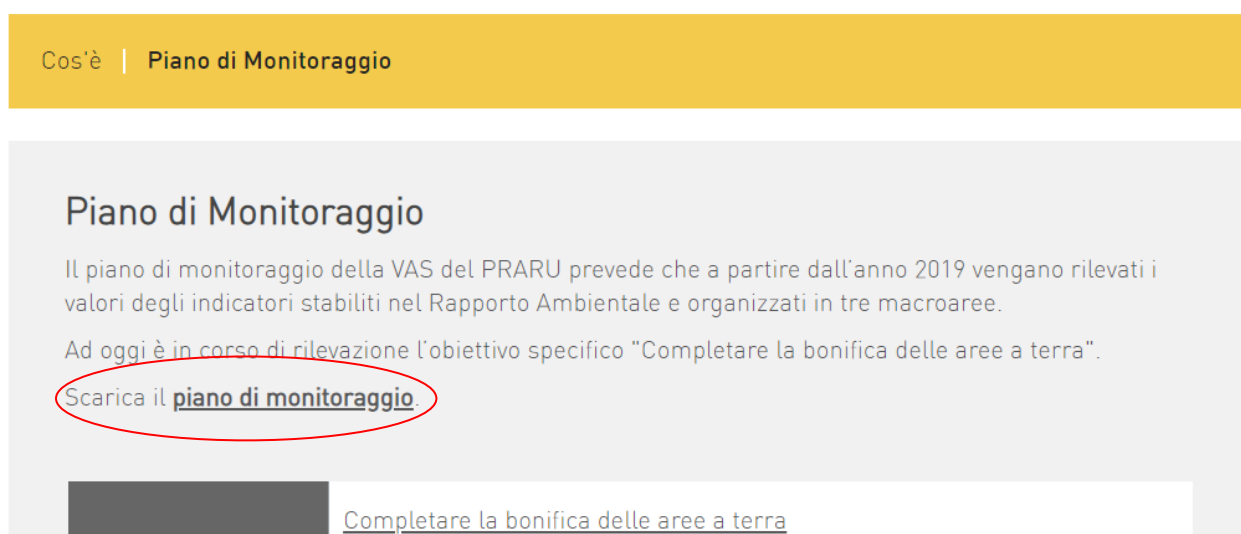 Cos'è | Piano di Monitoraggio
Piano di Monitoraggio
Il piano di monitoraggio della VAS del PRARU prevede che a partire dall'anno 2019 vengano rilevati i
valori degli indicatori stabiliti nel Rapporto Ambientale e organizzati in tre macroaree.
Ad oggi è in corso di rilevazione l'obiettivo specifico "Completare la bonifica delle aree a terra".
Scarica il piano di monitoraggio.
Completare la bonifica delle aree a terra